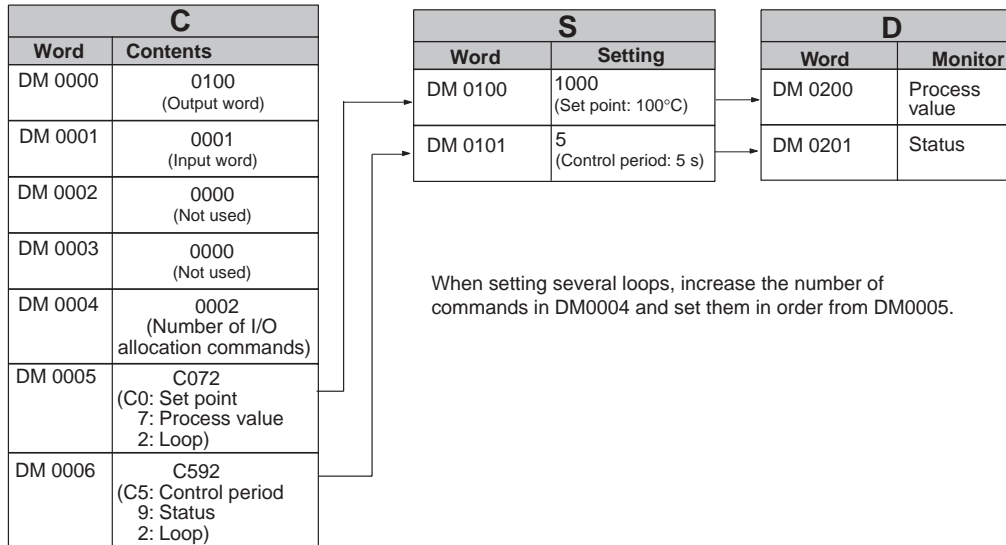 C
Word Contents
DM 0000 0100
(Output word)
DM 0001 0001
(Input word)
DM 0002 0000
(Not used)
DM 0003 0000
(Not used)
DM 0004 0002
(Number of I/O
allocation commands)
DM 0005 C072
(C0: Set point
7: Process value
2: Loop)
DM 0006 C592
(C5: Control period
9: Status
2: Loop)
S
Word Setting
DM 0100 1000
(Set point: 100°C)
DM 0101 5
(Control period: 5 s)
D
Word Monitor
DM 0200 Process
value
DM 0201 Status
When setting several loops, increase the number of
commands in DM0004 and set them in order from DM0005.